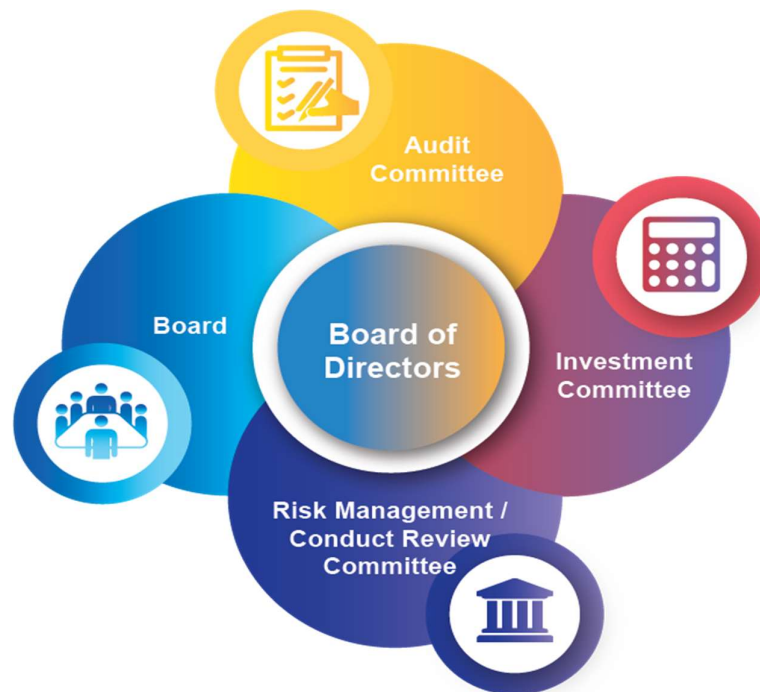 Audit
Committee
Board
Board of
Directors
Investment
Committee
Risk Management /
Conduct Review
Committee